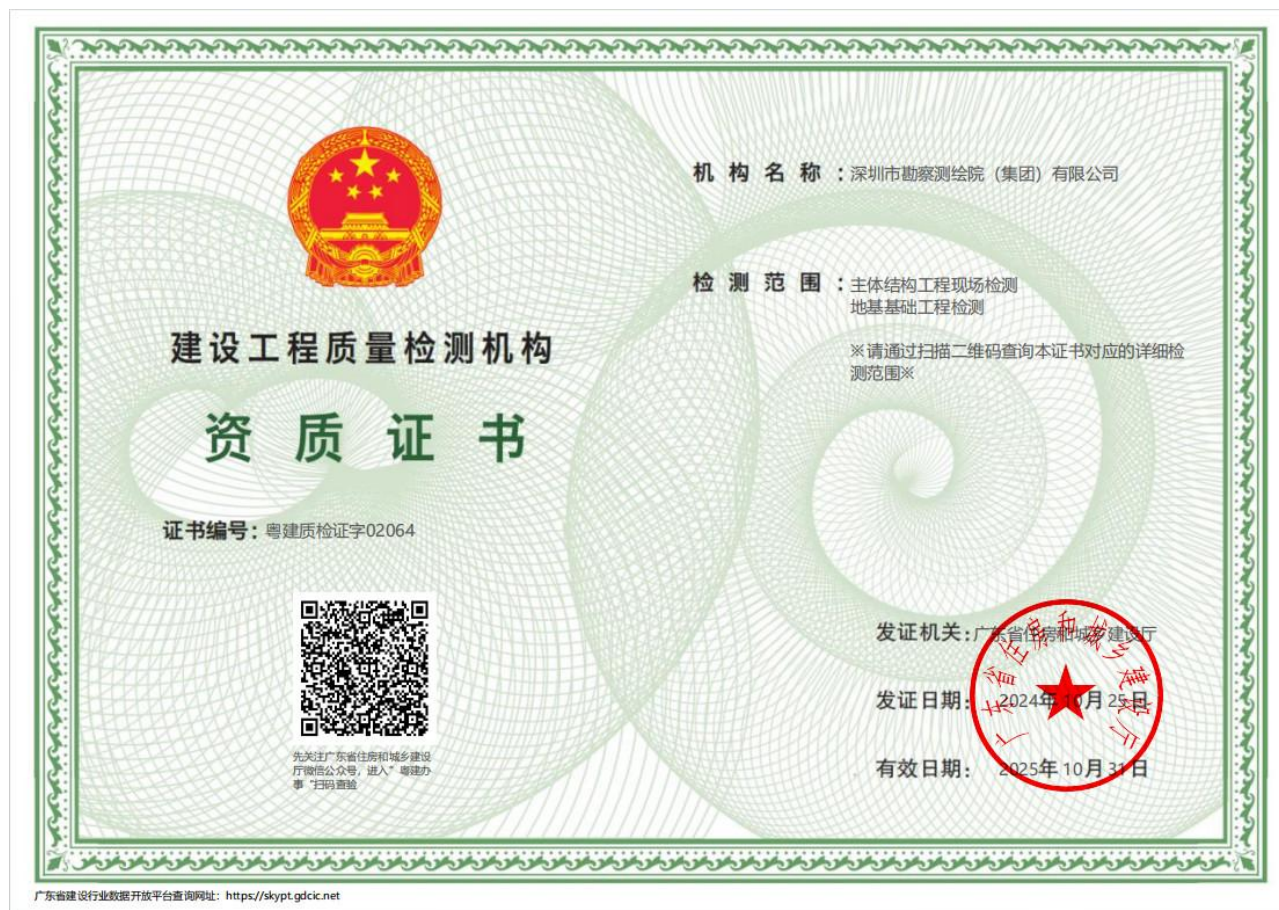 机构名称：深圳市勘察测绘院（集团）有限公司
检测范围：主体结构工程现场检测
地基基础工程检测
※请通过扫描二维码查询本证书对应的详细检
测范围※
建设工程质量检测机构
资质证书
证书编号：粤建质检证字02064
先关注广东省住房和城乡建设
厅微信公众号，进入”粤建办
事“扫码查验
发证机关：广东省住房和城乡建设厅
发证日期：2024年10月25日
有效日期：2025年10月31日
广东省住房和城乡建设厅
广东省建设行业数据开放平台查询网址：https://skypt.gdcic.net